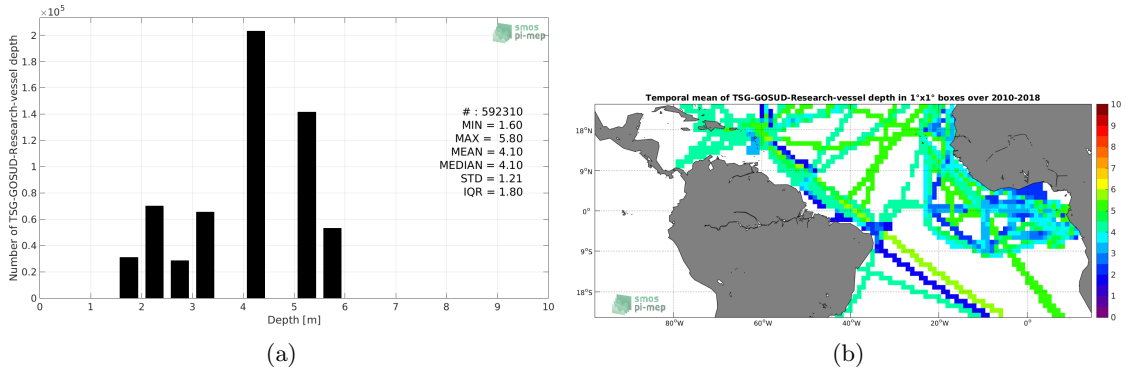 ×10⁵
2
1.8
1.6
1.4
1.2
1
0.8
0.6
0.4
0.2
0
Number of TSG-GOSUD-Research-vessel depth
smos
pi-mep
# : 592310
MIN = 1.60
MAX = 5.80
MEAN = 4.10
MEDIAN = 4.10
STD = 1.21
IQR = 1.80
0 1 2 3 4 5 6 7 8 9 10
Depth [m]
(a)
Temporal mean of TSG-GOSUD-Research-vessel depth in 1°x1° boxes over 2010-2018
18°N
9°N
0°
9°S
18°S
smos
pi-mep
80°W 60°W 40°W 20°W 0°
10
9
8
7
6
5
4
3
2
1
0
(b)